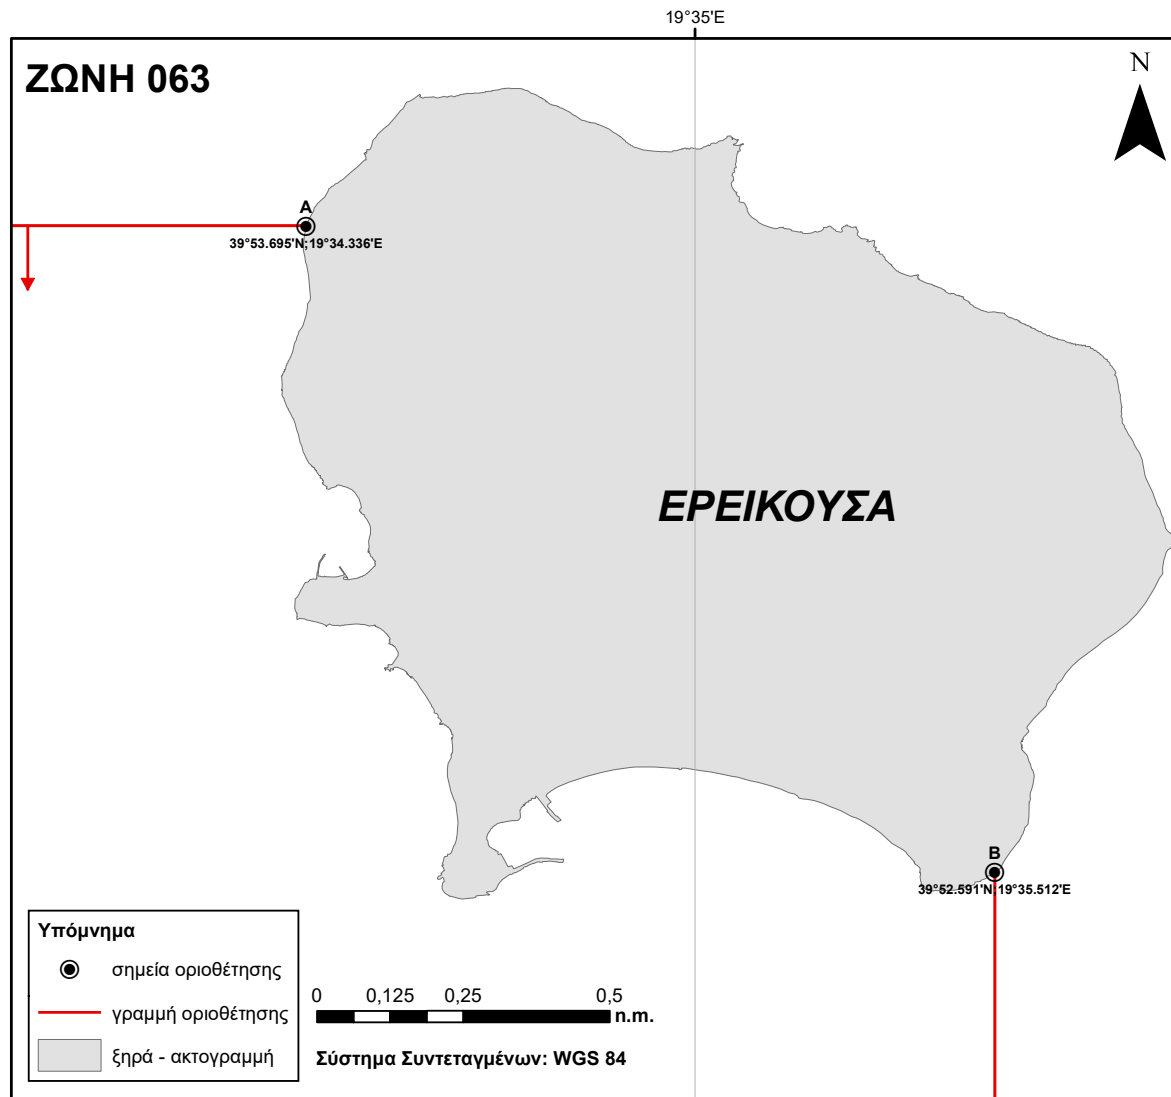 19°35'E
ΖΩΝΗ 063
N
A
39°53.695'N;19°34.336'E
ΕΡΕΙΚΟΥΣΑ
B
39°52.591'N;19°35.512'E
Υπόμνημα
σημεία οριοθέτησης
γραμμή οριοθέτησης
ξηρά - ακτογραμμή
0 0,125 0,25 0,5
n.m.
Σύστημα Συντεταγμένων: WGS 84